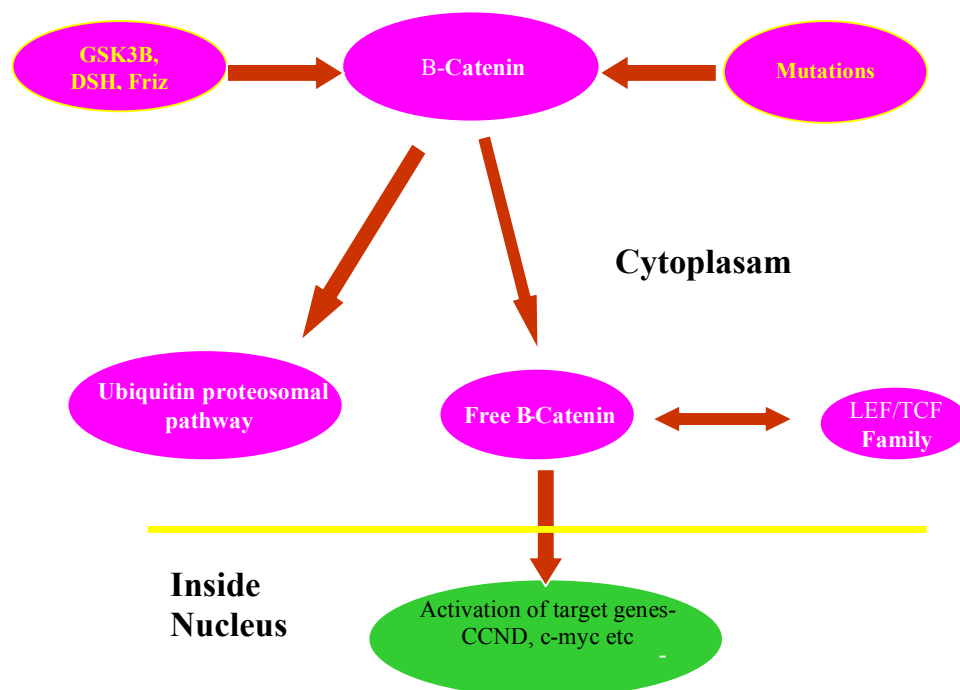 GSK3B,
DSH, Friz
B-Catenin
Mutations
Cytoplasam
Ubiquitin proteosomal
pathway
Free B-Catenin
LEF/TCF
Family
Inside
Nucleus
Activation of target genes-
CCND, c-myc etc
-